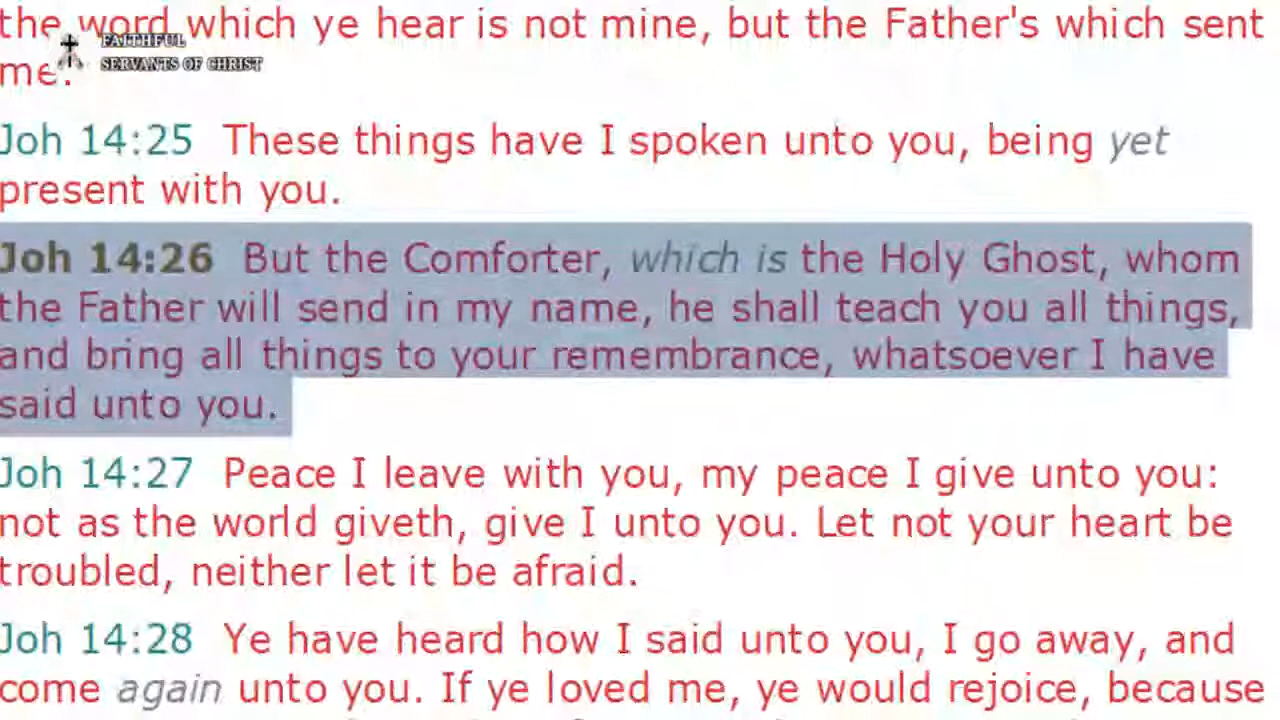 the word which ye hear is not mine, but the Father's which sent
me.
FAITHFUL
SERVANTS OF CHRIST
Joh 14:25 These things have I spoken unto you, being yet
present with you.
Joh 14:26 But the Comforter, which is the Holy Ghost, whom
the Father will send in my name, he shall teach you all things,
and bring all things to your remembrance, whatsoever I have
said unto you.
Joh 14:27 Peace I leave with you, my peace I give unto you:
not as the world giveth, give I unto you. Let not your heart be
troubled, neither let it be afraid.
Joh 14:28 Ye have heard how I said unto you, I go away, and
come again unto you. If ye loved me, ye would rejoice, because